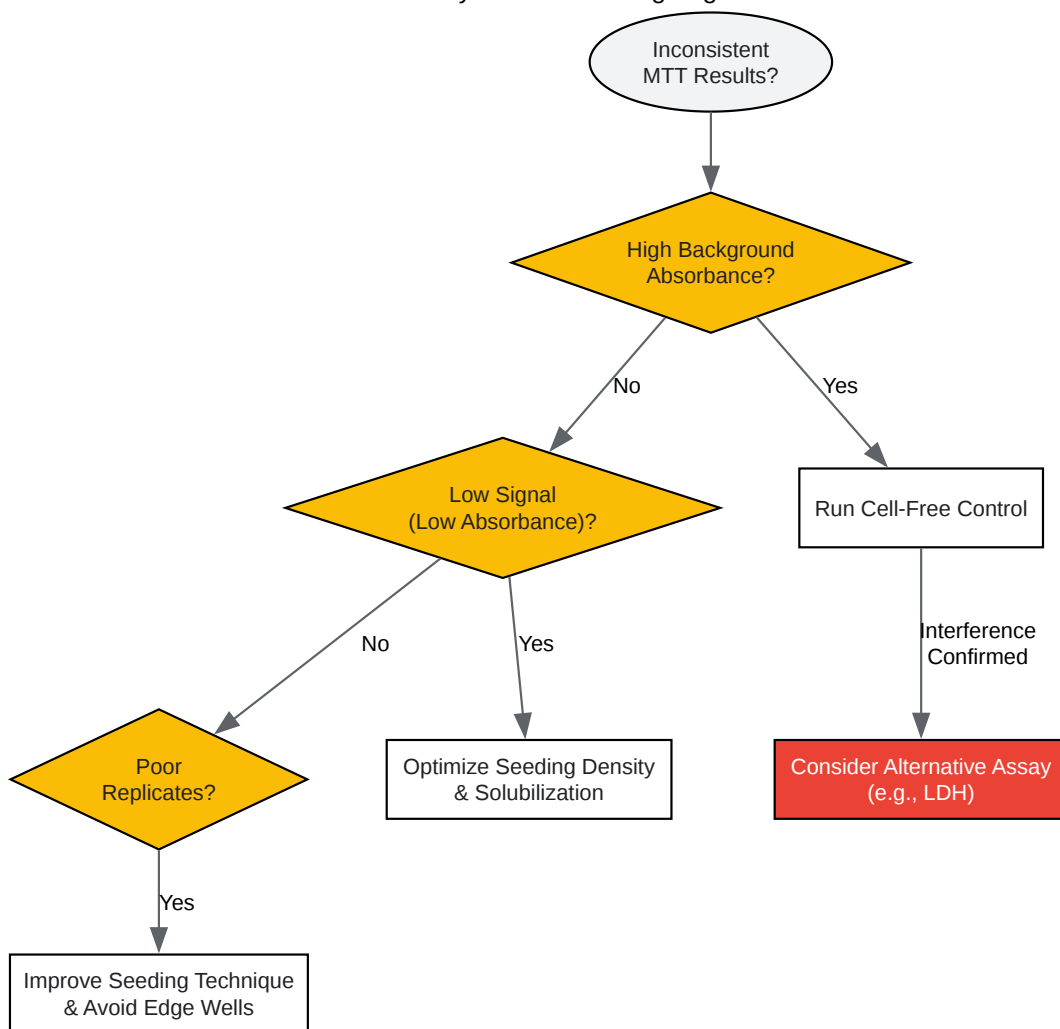 Inconsistent
MTT Results?
High Background
Absorbance?
No
Yes
Low Signal
(Low Absorbance)?
Run Cell-Free Control
No
Yes
Interference
Confirmed
Poor
Replicates?
Optimize Seeding Density
& Solubilization
Consider Alternative Assay
(e.g., LDH)
Yes
Improve Seeding Technique
& Avoid Edge Wells